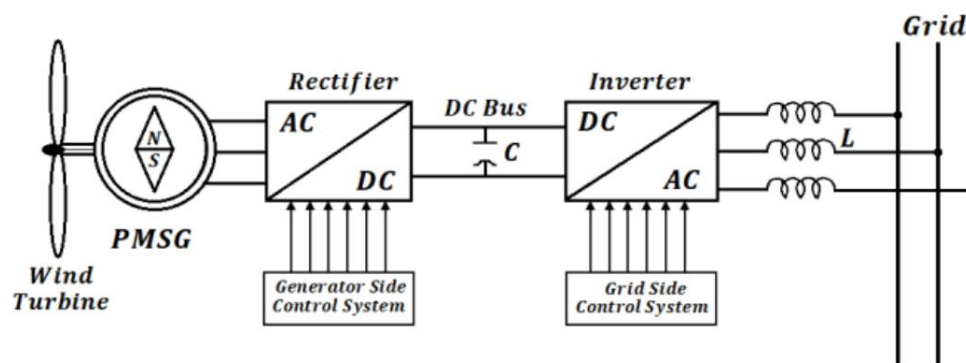 Grid
Rectifier
Inverter
DC Bus
AC
DC
C
DC
AC
L
N
S
PMSG
Wind
Turbine
Generator Side
Control System
Grid Side
Control System